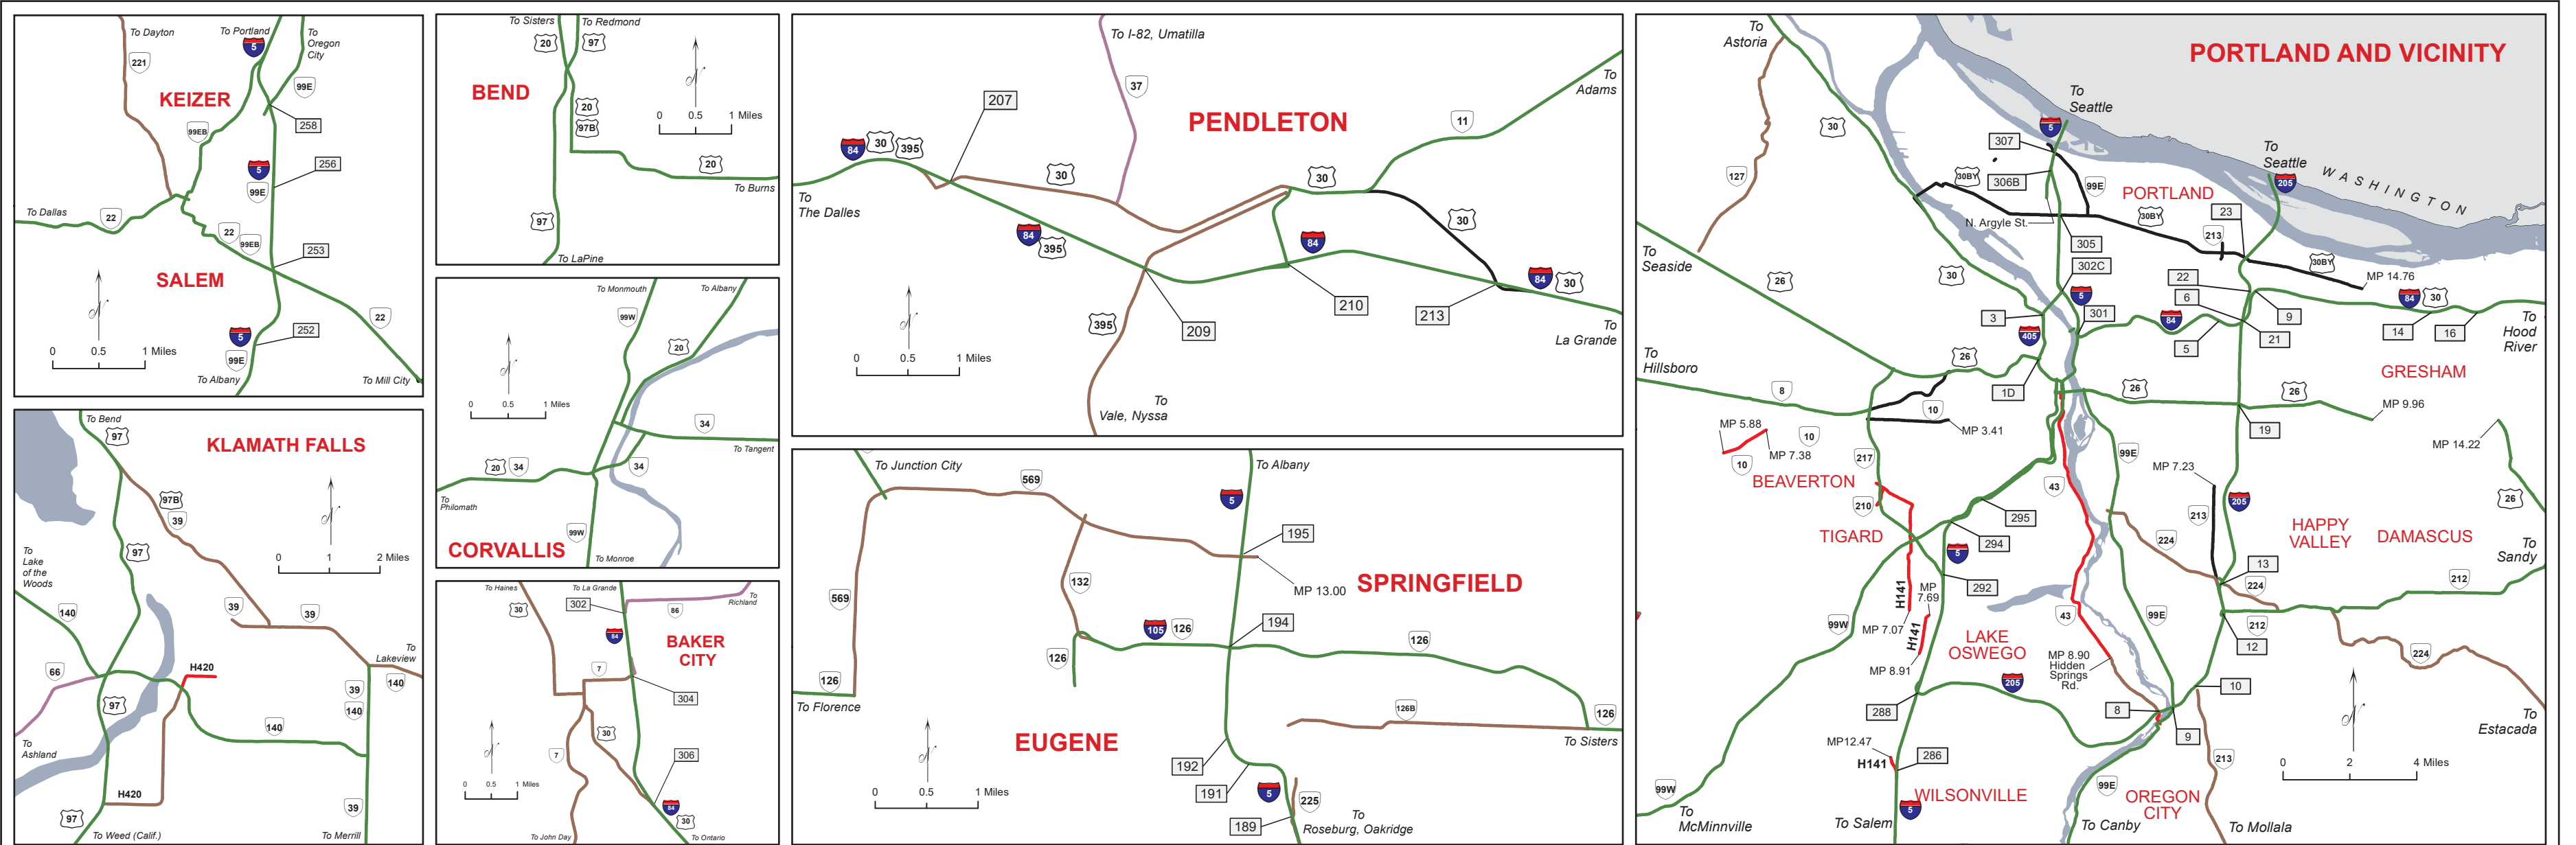 To Dayton
221
To Portland
5
To
Oregon
City
99E
KEIZER
258
99EB
256
5
99E
To Dallas
22
22
99EB
253
SALEM
22
5
252
99E
0 0.5 1 Miles
To Albany
To Mill City
To Bend
97
KLAMATH FALLS
97B
39
97
0 1 2 Miles
To
Lake
of the
Woods
140
39
39
To
Lakeview
66
H420
39
140
140
97
140
To
Ashland
H420
39
97
To Weed (Calif.)
To Merrill
To Sisters
To Redmond
20
97
BEND
20
97B
0 0.5 1 Miles
20
To Burns
97
To LaPine
To Monmouth
To Albany
99W
20
0 0.5 1 Miles
34
To Tangent
20
34
34
To
Philomath
99W
CORVALLIS
To Monroe
To Haines
To La Grande
30
302
86
To
Richland
84
BAKER
CITY
7
304
30
7
306
0 0.5 1 Miles
84
30
To John Day
To Ontario
To I-82, Umatilla
37
To
Adams
207
PENDLETON
11
84
30
395
30
30
To
The Dalles
30
84
395
84
84
30
210
213
395
209
0 0.5 1 Miles
To
La Grande
To
Vale, Nyssa
To Junction City
569
To Albany
5
195
132
SPRINGFIELD
569
MP 13.00
194
105
126
126
126
126
To Florence
126B
126
To Sisters
EUGENE
192
191
5
225
0 0.5 1 Miles
189
To
Roseburg, Oakridge
To
Astoria
PORTLAND AND VICINITY
To
Seattle
30
5
307
To
Seattle
WASHINGTON
127
30BY
306B
99E
205
PORTLAND
30BY
23
N. Argyle St.
213
305
To
Seaside
302C
30BY
MP 14.76
26
30
22
5
6
84
30
3
301
84
9
405
14
16
To
Hood
River
5
21
To
Hillsboro
26
GRESHAM
8
1D
26
26
10
MP 9.96
MP 5.88
MP 3.41
10
19
MP 14.22
MP 7.38
10
217
99E
MP 7.23
BEAVERTON
43
26
210
205
295
213
TIGARD
HAPPY
VALLEY
DAMASCUS
224
294
5
To
Sandy
13
292
224
212
H141
MP
7.69
99W
MP 7.07
43
99E
212
H141
LAKE
OSWEGO
12
MP 8.91
MP 8.90
Hidden
Springs
Rd.
224
205
10
288
8
To
Estacada
9
MP12.47
286
H141
213
0 2 4 Miles
99W
99E
WILSONVILLE
5
OREGON
CITY
To
McMinnville
To Salem
To Canby
To Mollala